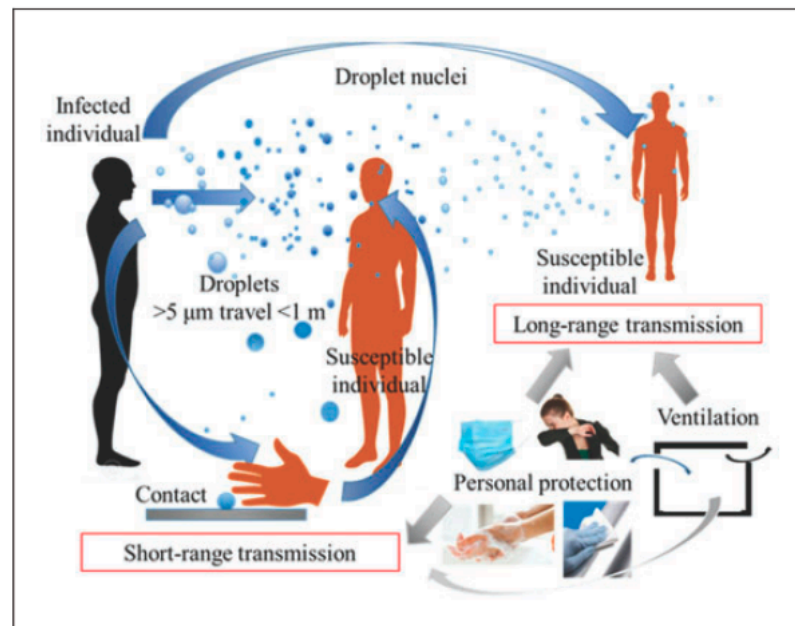 Droplet nuclei
Infected
individual
Droplets
>5 μm travel <1 m
Susceptible
individual
Susceptible
individual
Long-range transmission
Ventilation
Personal protection
Contact
Short-range transmission